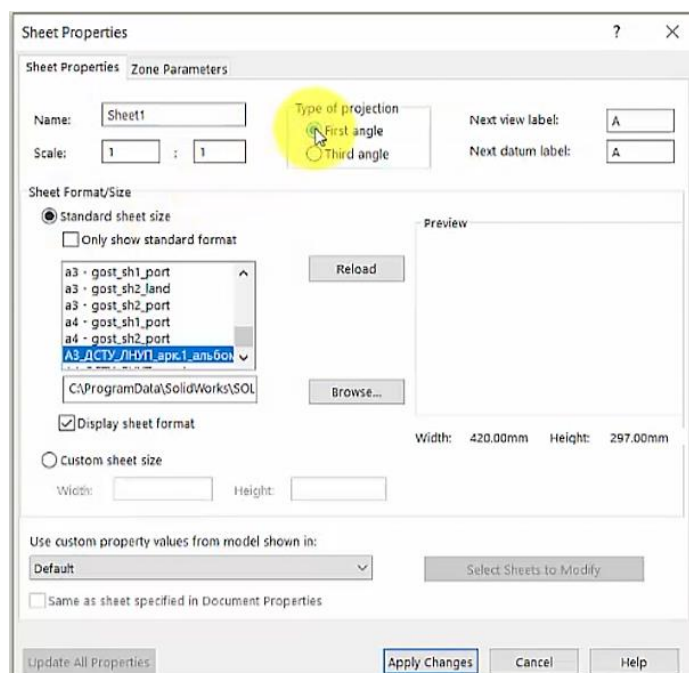 Sheet Properties
Sheet Properties Zone Parameters
Name: Sheet1
Scale: 1 : 1
Type of projection
First angle
Third angle
Next view label: A
Next datum label: A
Sheet Format/Size
Standard sheet size
Only show standard format
a3 - gost_sh1_port
a3 - gost_sh2_land
a3 - gost_sh2_port
a4 - gost_sh1_port
a4 - gost_sh2_port
А3_ДСТУ_ЛНУП_арк.1_альбом
C:\ProgramData\SolidWorks\SOL
Display sheet format
Reload
Browse...
Preview
Width: 420.00mm Height: 297.00mm
Custom sheet size
Width: Height:
Use custom property values from model shown in:
Default
Select Sheets to Modify
Same as sheet specified in Document Properties
Update All Properties Apply Changes Cancel Help